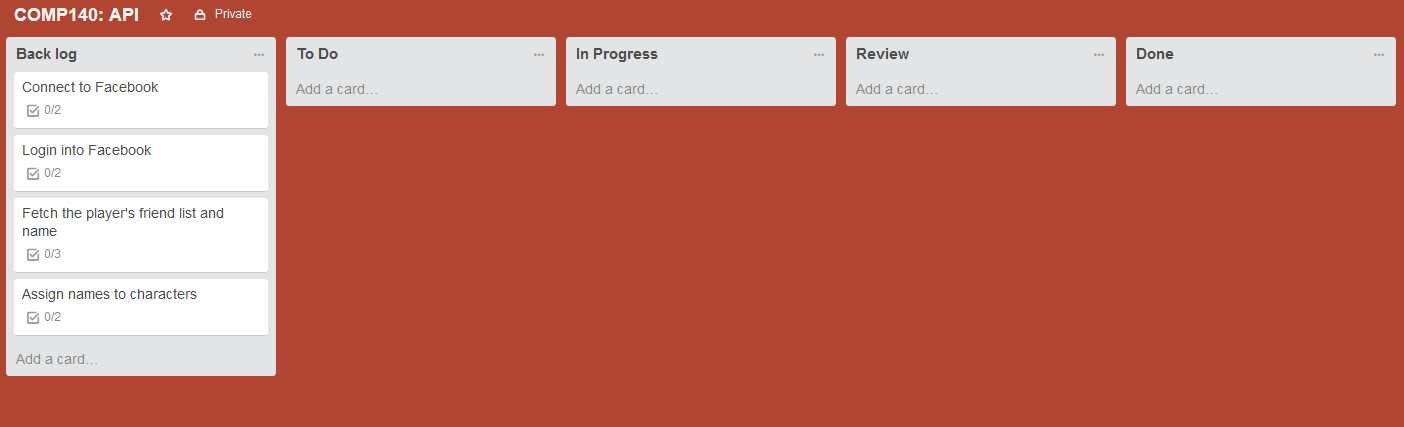 COMP140: API Private
Back log
Connect to Facebook
0/2
Login into Facebook
0/2
Fetch the player's friend list and
name
0/3
Assign names to characters
0/2
Add a card...
To Do
Add a card...
In Progress
Add a card...
Review
Add a card...
Done
Add a card...